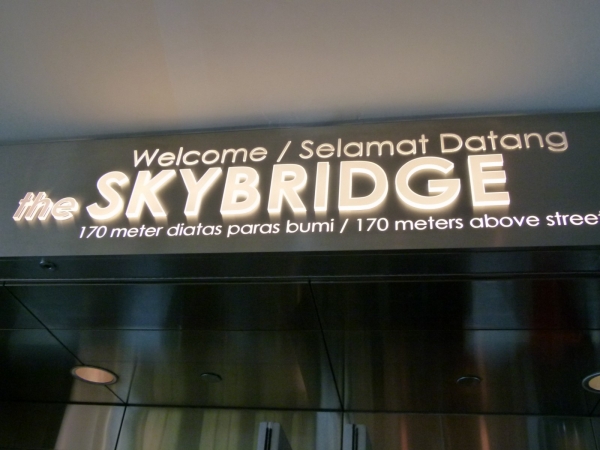 Welcome / Selamat Datang
the SKYBRIDGE
170 meter diatas paras bumi / 170 meters above street